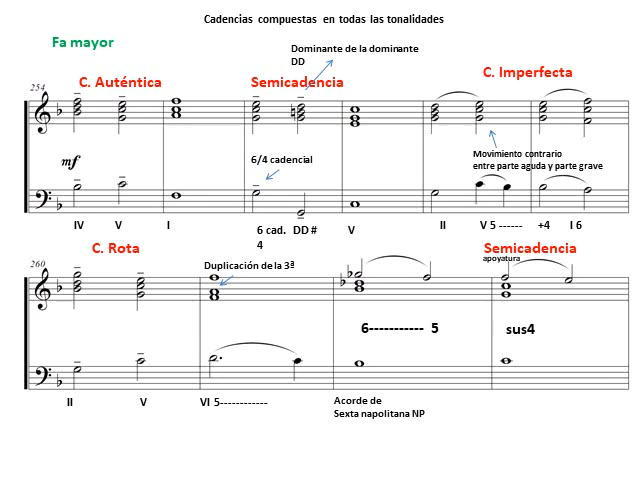 Cadencias compuestas en todas las tonalidades
Fa mayor
Dominante de la dominante
DD
C. Auténtica
Semicadencia
C. Imperfecta
254
mf
6/4 cadencial
Movimiento contrario
entre parte aguda y parte grave
IV V I 6 cad. DD # V II V 5 ------ +4 I 6
4
C. Rota
Semicadencia
260
Duplicación de la 3ª
apoyatura
6----------- 5 sus4
II V VI 5------------ Acorde de
Sexta napolitana NP